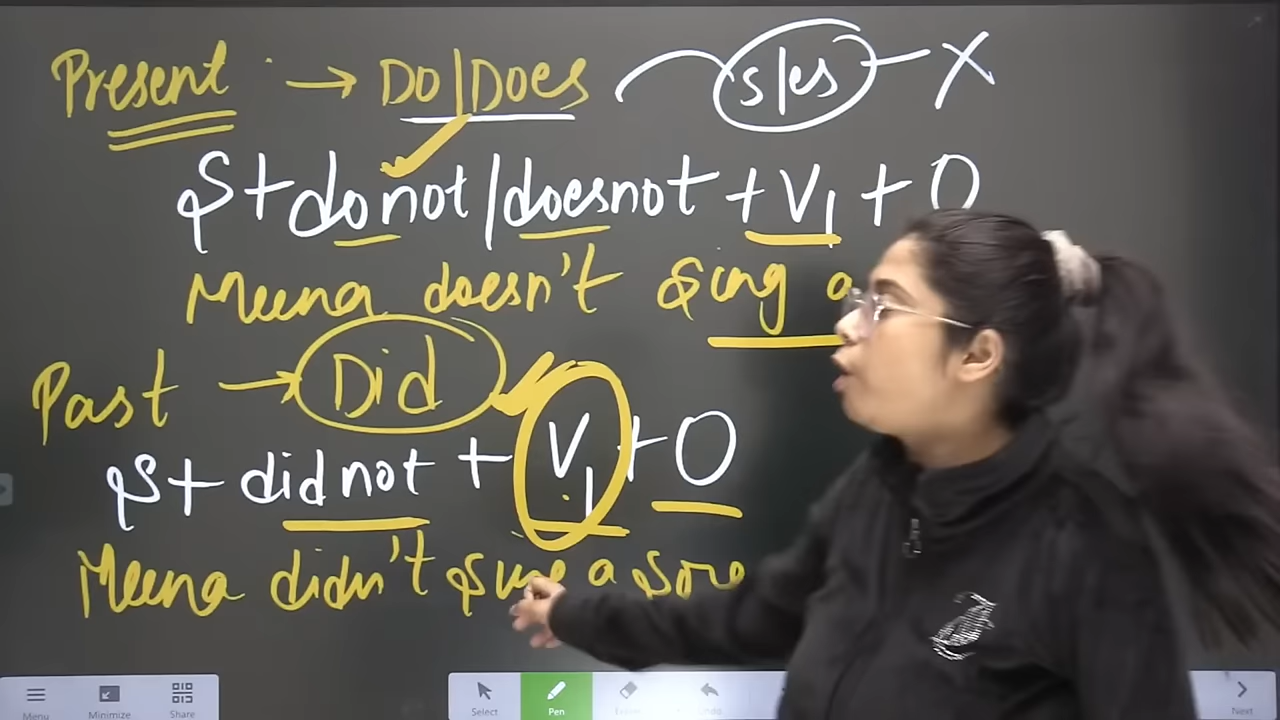 Present → Do/Does s/es - X
S + do not / does not + V1 + O
Meena doesn't sing a
Past → Did
S + did not + V1 + O
Meena didn't a
Menu Minimize Share Select Pen Next